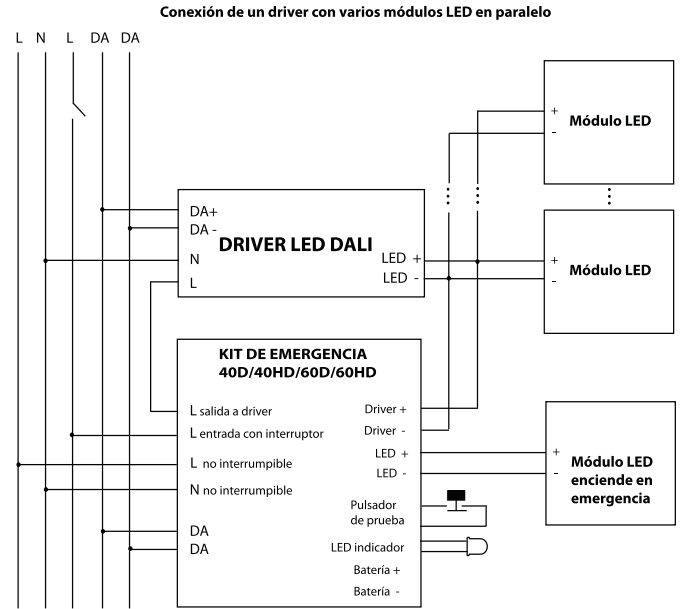 Conexión de un driver con varios módulos LED en paralelo
L N L DA DA
+
-
Módulo LED
DA+
DA -
DRIVER LED DALI
N
L
LED +
LED -
+
-
Módulo LED
KIT DE EMERGENCIA
40D/40HD/60D/60HD
L salida a driver
L entrada con interruptor
L no interrumpible
N no interrumpible
DA
DA
Driver +
Driver -
LED +
LED -
Pulsador
de prueba
LED indicador
Batería +
Batería -
+
-
Módulo LED
enciende en
emergencia